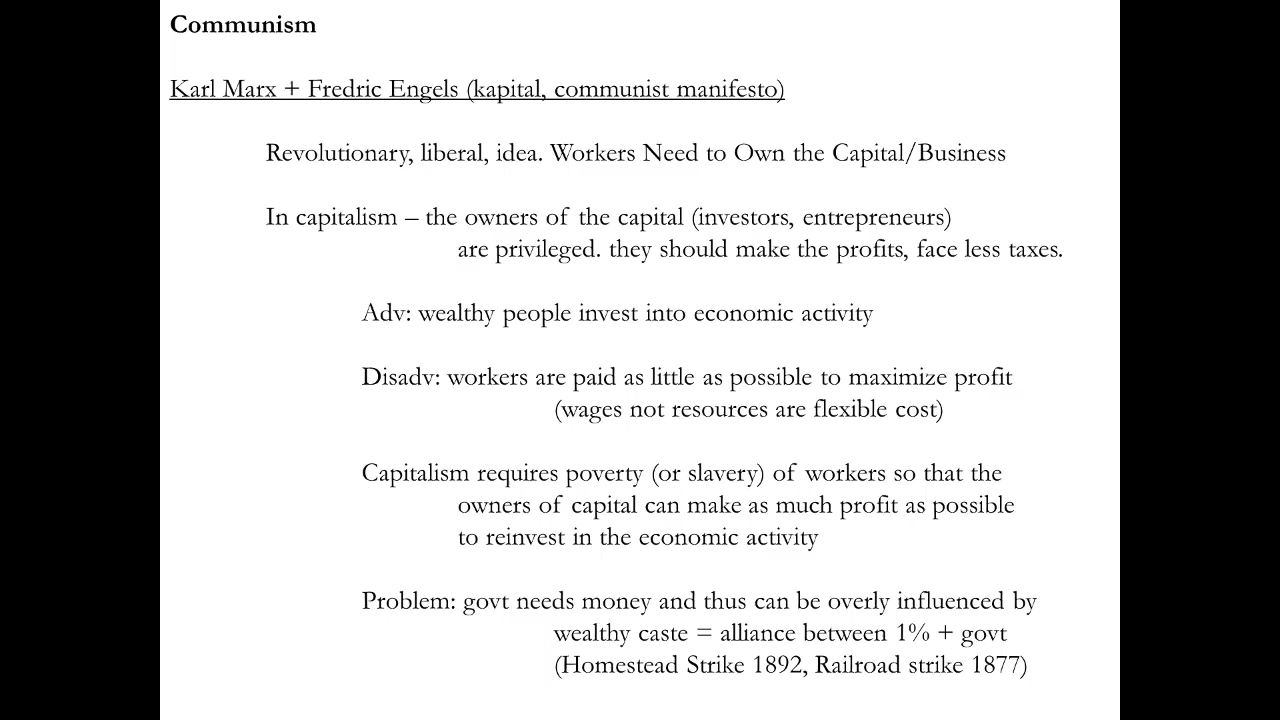 Communism
Karl Marx + Fredric Engels (kapital, communist manifesto)
Revolutionary, liberal, idea. Workers Need to Own the Capital/Business
In capitalism – the owners of the capital (investors, entrepreneurs)
are privileged. they should make the profits, face less taxes.
Adv: wealthy people invest into economic activity
Disadv: workers are paid as little as possible to maximize profit
(wages not resources are flexible cost)
Capitalism requires poverty (or slavery) of workers so that the
owners of capital can make as much profit as possible
to reinvest in the economic activity
Problem: govt needs money and thus can be overly influenced by
wealthy caste = alliance between 1% + govt
(Homestead Strike 1892, Railroad strike 1877)